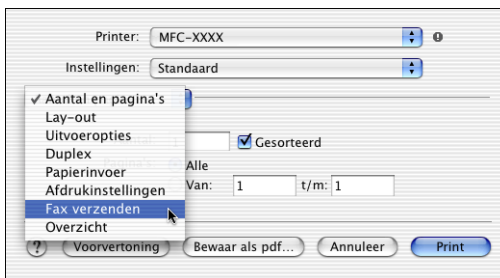 Printer: MFC-XXXX
Instellingen: Standaard
✓ Aantal en pagina's
Lay-out
Uitvoeropties
Duplex
Papierinvoer
Afdrukinstellingen
Fax verzenden
Overzicht
Gesorteerd
Alle
Van: 1 t/m: 1
? Voorvertoning Bewaar als pdf... Annuleer Print